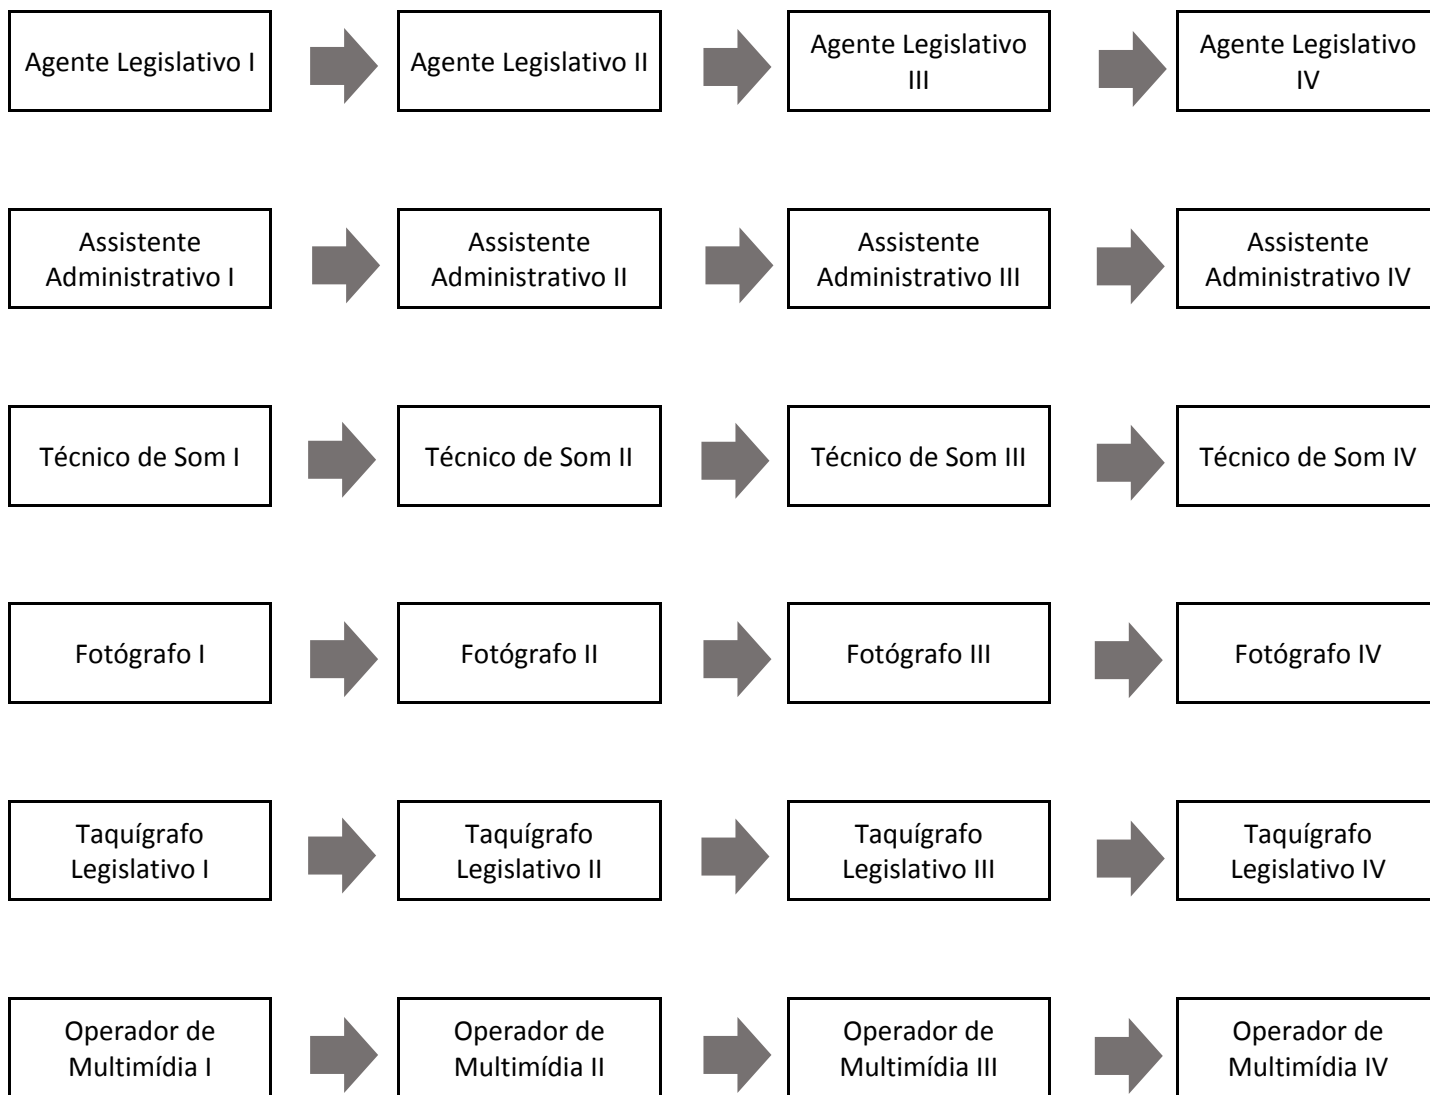 Agente Legislativo I
Agente Legislativo II
Agente Legislativo
III
Agente Legislativo
IV
Assistente
Administrativo I
Assistente
Administrativo II
Assistente
Administrativo III
Assistente
Administrativo IV
Técnico de Som I
Técnico de Som II
Técnico de Som III
Técnico de Som IV
Fotógrafo I
Fotógrafo II
Fotógrafo III
Fotógrafo IV
Taquígrafo
Legislativo I
Taquígrafo
Legislativo II
Taquígrafo
Legislativo III
Taquígrafo
Legislativo IV
Operador de
Multimídia I
Operador de
Multimídia II
Operador de
Multimídia III
Operador de
Multimídia IV